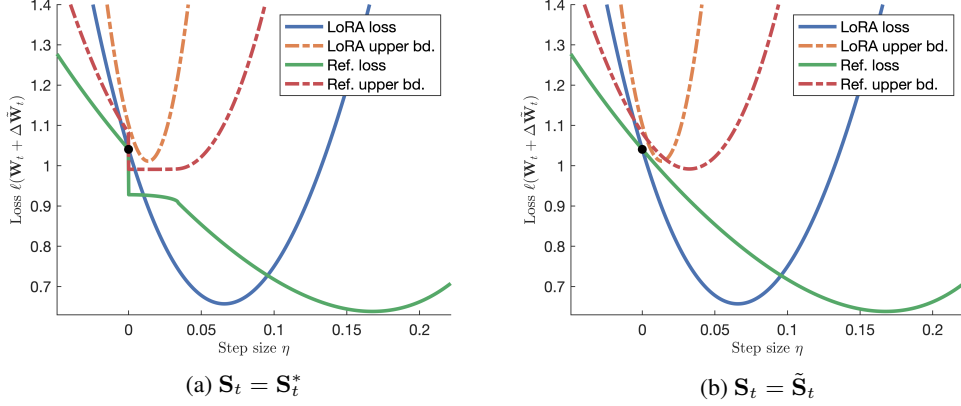 1.4
1.3
1.2
1.1
1
0.9
0.8
0.7
0
0.05
0.1
0.15
0.2
Loss ℓ(W_t + ΔW̃_t)
Step size η
LoRA loss
LoRA upper bd.
Ref. loss
Ref. upper bd.
(a) S_t = S_t^*
1.4
1.3
1.2
1.1
1
0.9
0.8
0.7
0
0.05
0.1
0.15
0.2
Loss ℓ(W_t + ΔW̃_t)
Step size η
LoRA loss
LoRA upper bd.
Ref. loss
Ref. upper bd.
(b) S_t = S̃_t